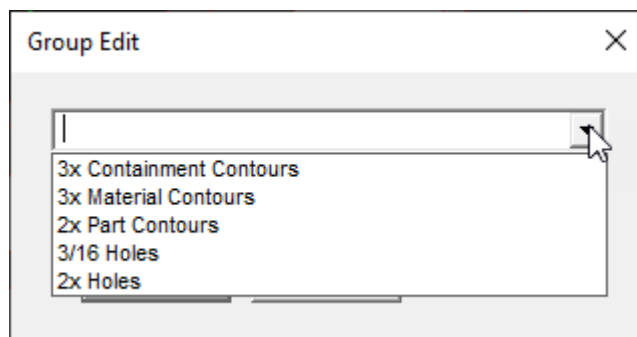 Group Edit
3x Containment Contours
3x Material Contours
2x Part Contours
3/16 Holes
2x Holes